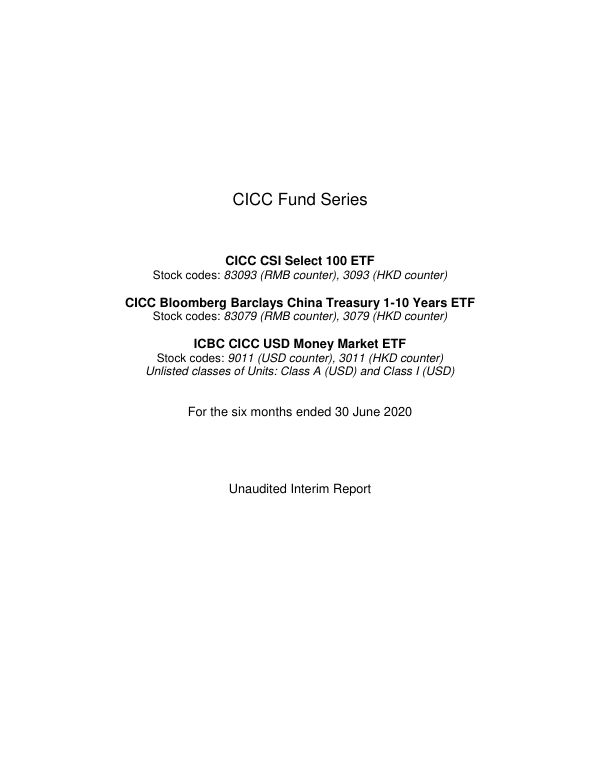 CICC Fund Series
CICC CSI Select 100 ETF
Stock codes: 83093 (RMB counter), 3093 (HKD counter)
CICC Bloomberg Barclays China Treasury 1-10 Years ETF
Stock codes: 83079 (RMB counter), 3079 (HKD counter)
ICBC CICC USD Money Market ETF
Stock codes: 9011 (USD counter), 3011 (HKD counter)
Unlisted classes of Units: Class A (USD) and Class I (USD)
For the six months ended 30 June 2020
Unaudited Interim Report